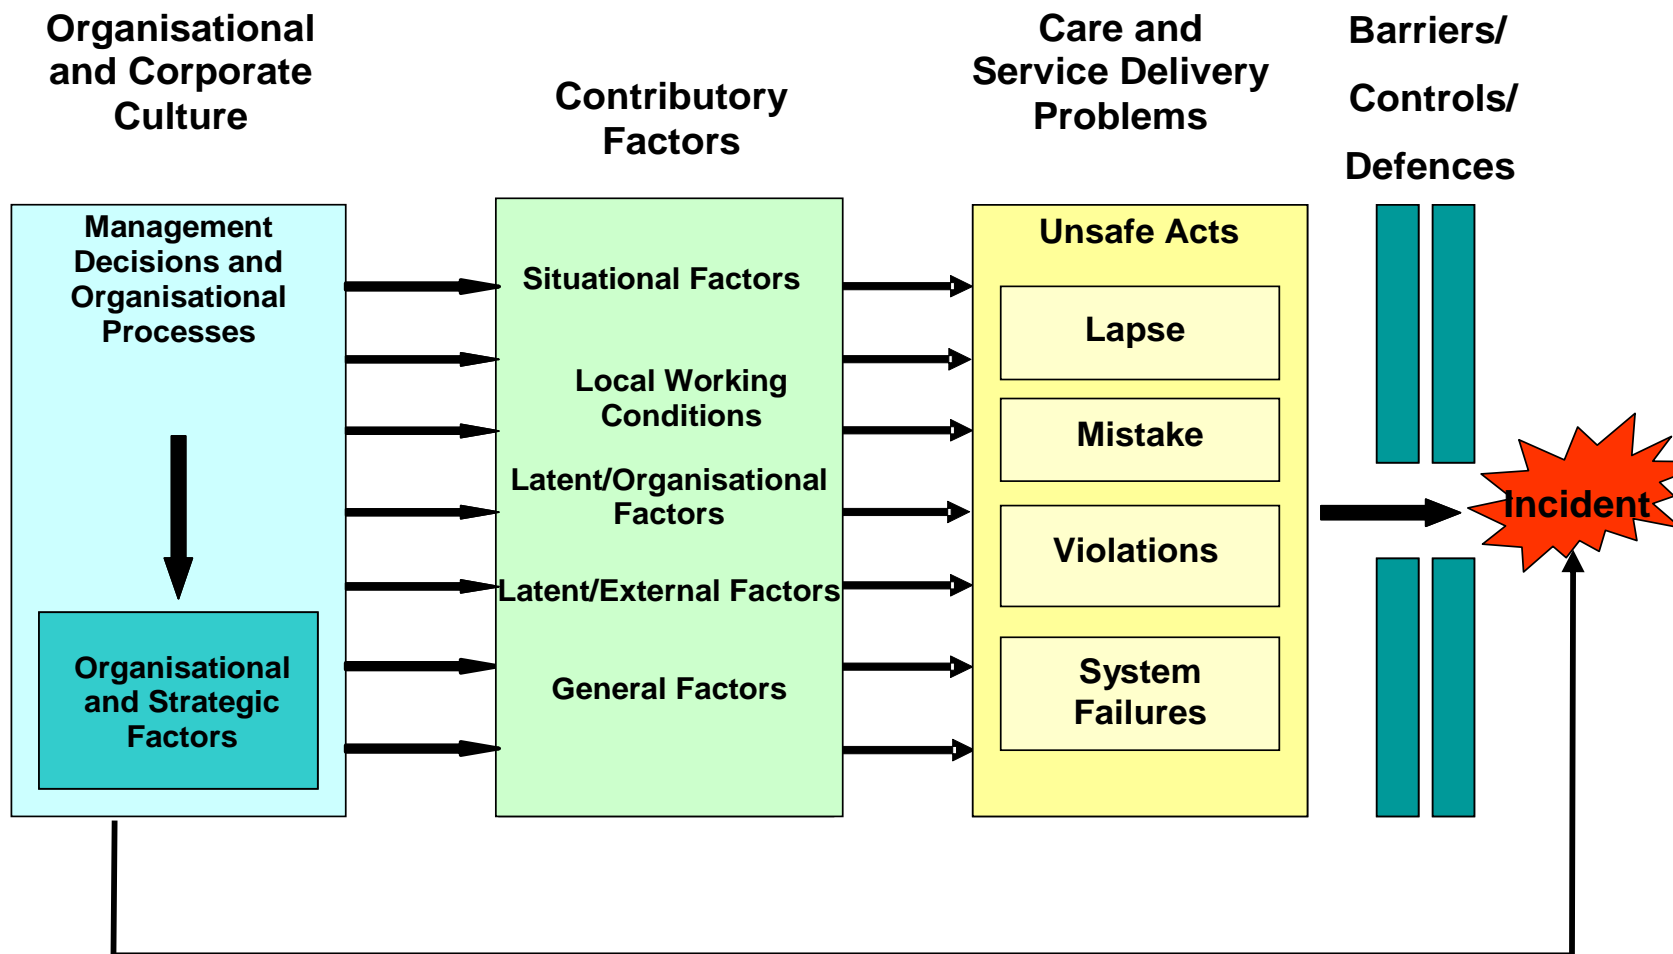 Organisational
and Corporate
Culture
Contributory
Factors
Care and
Service Delivery
Problems
Barriers/
Controls/
Defences
Management
Decisions and
Organisational
Processes
Organisational
and Strategic
Factors
Situational Factors
Local Working
Conditions
Latent/Organisational
Factors
Latent/External Factors
General Factors
Unsafe Acts
Lapse
Mistake
Violations
System
Failures
Incident